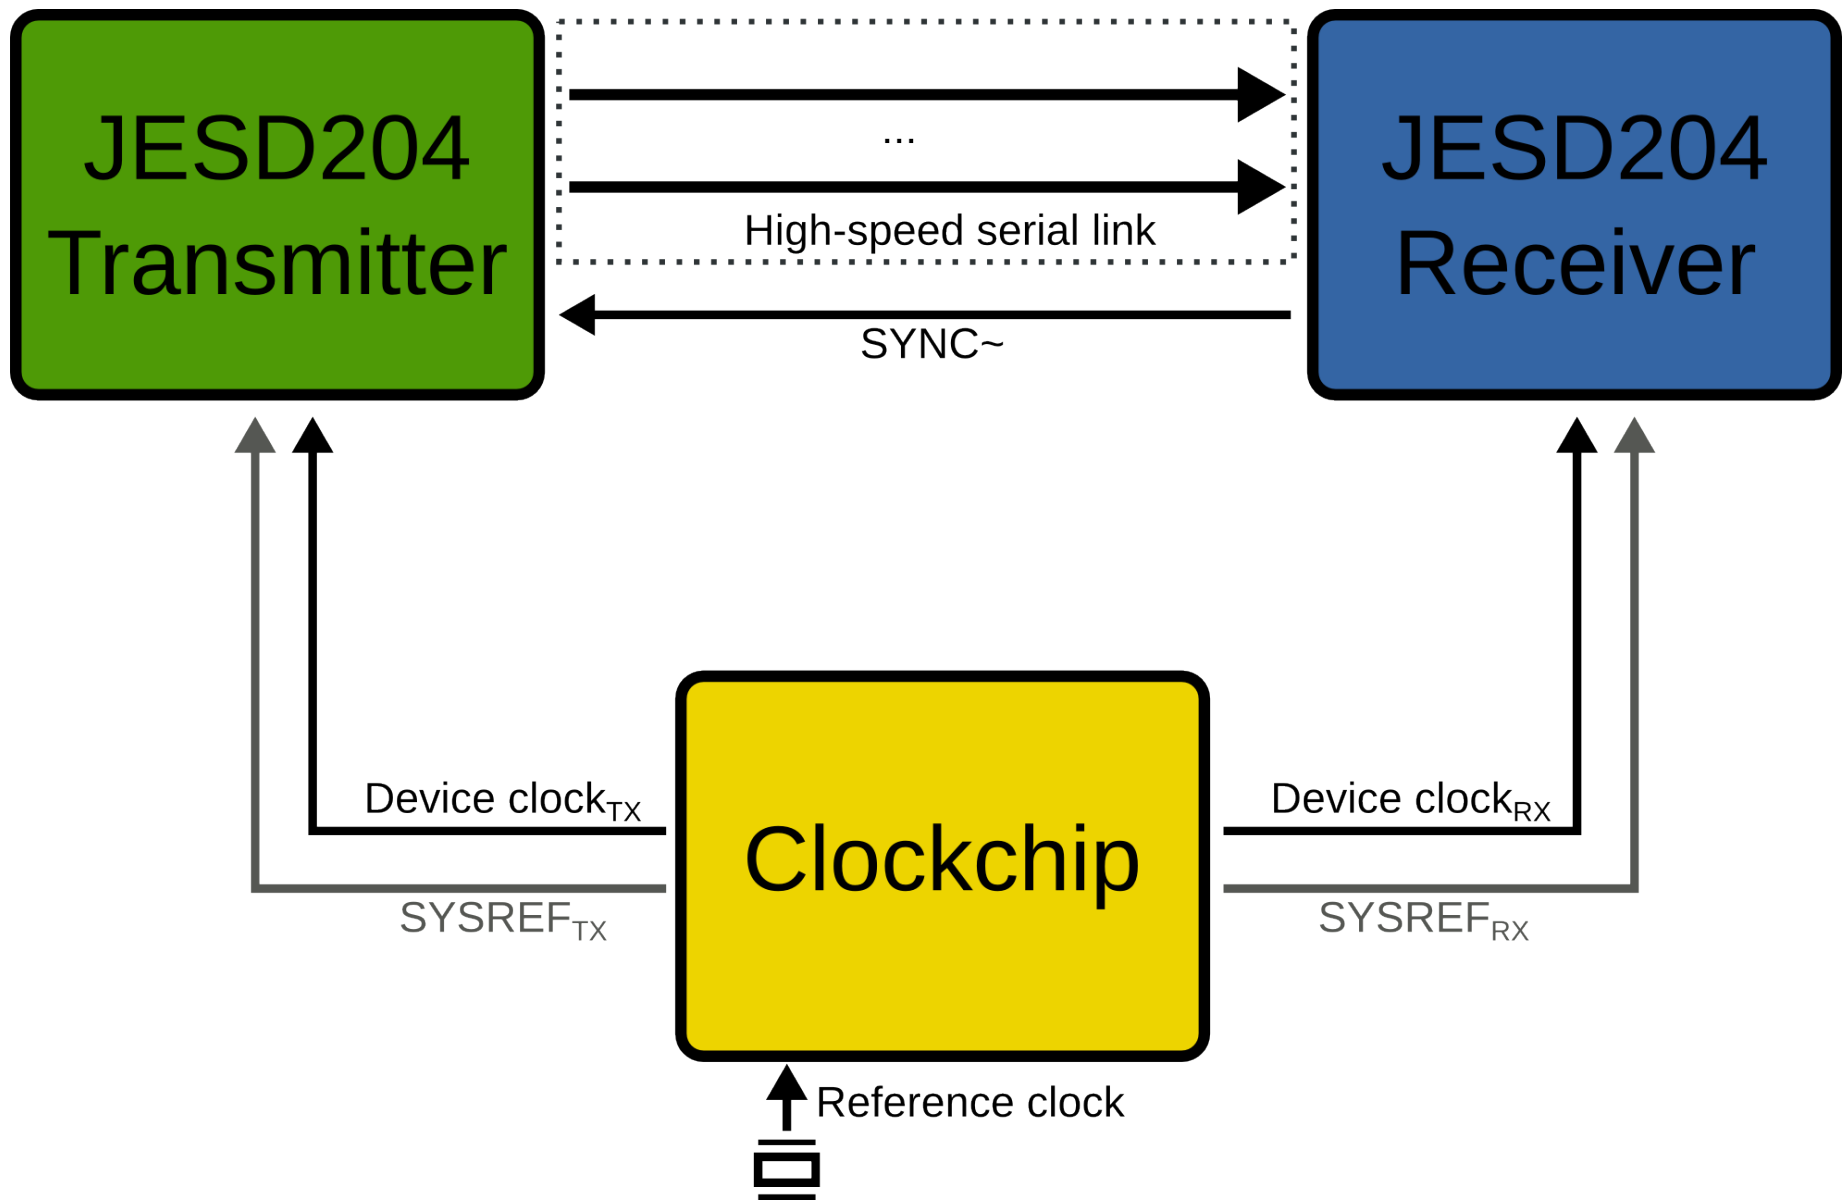 JESD204
Transmitter
...
High-speed serial link
SYNC~
JESD204
Receiver
Device clockTX
SYSREFTX
Clockchip
Device clockRX
SYSREFRX
Reference clock